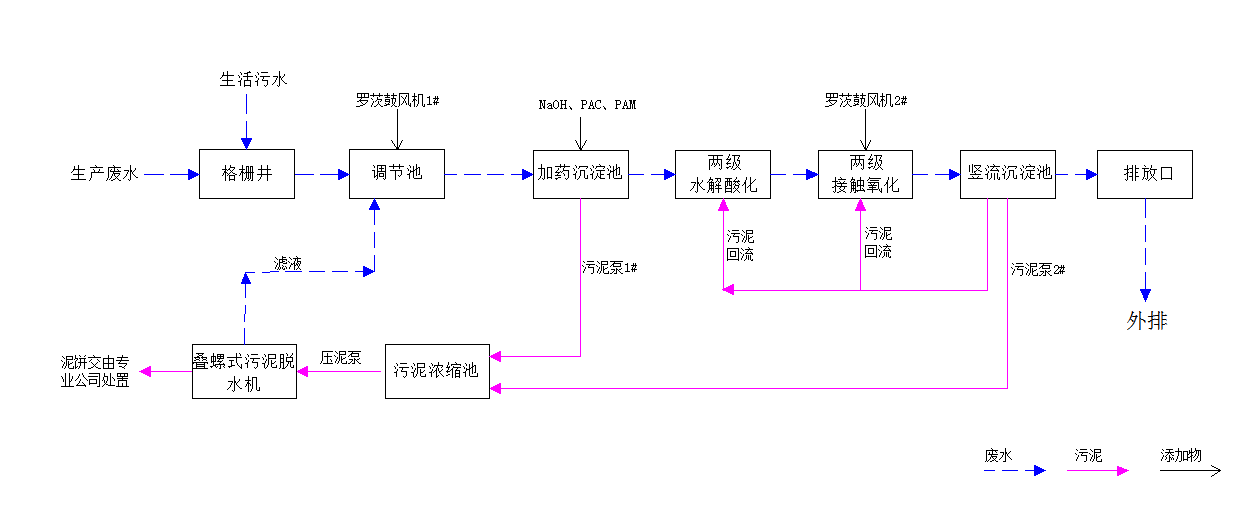 生活污水
罗茨鼓风机1#
NaOH、PAC、PAM
罗茨鼓风机2#
生产废水
格栅井
调节池
加药沉淀池
两级
水解酸化
两级
接触氧化
竖流沉淀池
排放口
污泥
回流
污泥
回流
滤液
污泥泵1#
污泥泵2#
外排
泥饼交由专
业公司处置
叠螺式污泥脱
水机
压泥泵
污泥浓缩池
废水
污泥
添加物